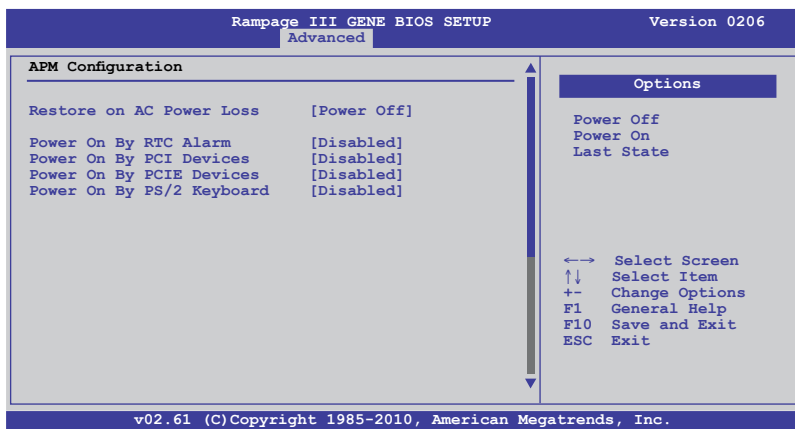 Rampage III GENE BIOS SETUP Version 0206
Advanced
APM Configuration
Restore on AC Power Loss [Power Off]
Power On By RTC Alarm [Disabled]
Power On By PCI Devices [Disabled]
Power On By PCIE Devices [Disabled]
Power On By PS/2 Keyboard [Disabled]
Options
Power Off
Power On
Last State
←→ Select Screen
↑↓ Select Item
+- Change Options
F1 General Help
F10 Save and Exit
ESC Exit
v02.61 (C)Copyright 1985-2010, American Megatrends, Inc.